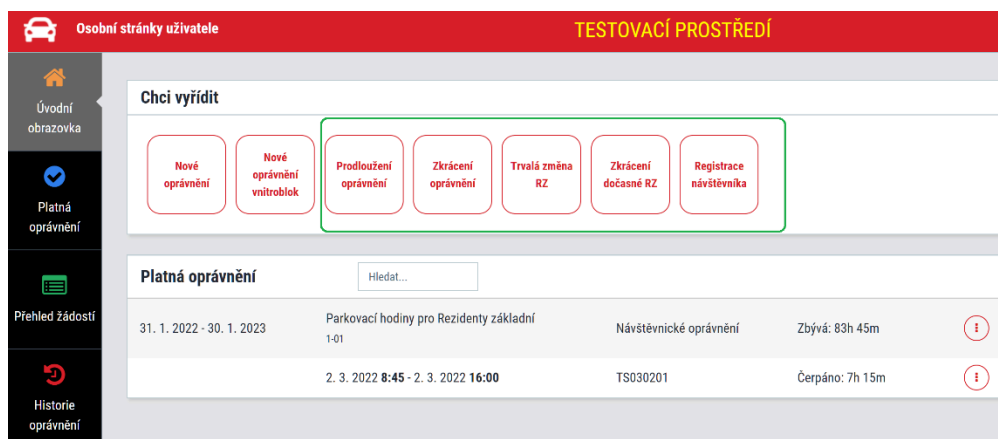 Osobní stránky uživatele
TESTOVACÍ PROSTŘEDÍ
Úvodní
obrazovka
Platná
oprávnění
Přehled žádostí
Historie
oprávnění
Chci vyřídit
Nové
oprávnění
Nové
oprávnění
vnitroblok
Prodloužení
oprávnění
Zkrácení
oprávnění
Trvalá změna
RZ
Zkrácení
dočasné RZ
Registrace
návštěvníka
Platná oprávnění
Hledat...
31. 1. 2022 - 30. 1. 2023
Parkovací hodiny pro Rezidenty základní
1-01
Návštěvnické oprávnění
Zbývá: 83h 45m
2. 3. 2022 8:45 - 2. 3. 2022 16:00
TS030201
Čerpáno: 7h 15m